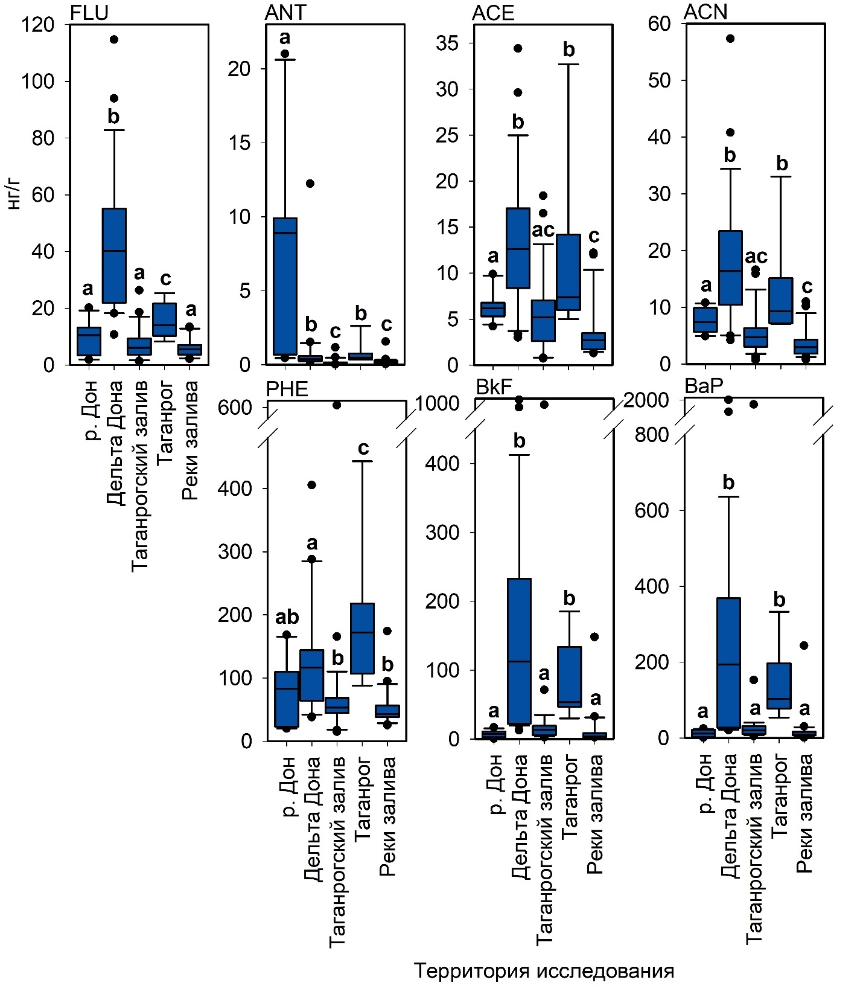 FLU
ANT
ACE
ACN
нг/г
120
100
80
60
40
20
0
a
b
a
c
a
20
15
10
5
0
a
b
c
b
c
35
30
25
20
15
10
5
0
a
b
ac
b
c
60
50
40
30
20
10
0
a
b
ac
b
c
р. Дон
Дельта Дона
Таганрогский залив
Таганрог
Реки залива
PHE
BkF
BaP
600
400
300
200
100
0
ab
a
b
c
b
1000
400
300
200
100
0
a
b
a
b
a
2000
800
600
400
200
0
a
b
a
b
a
р. Дон
Дельта Дона
Таганрогский залив
Таганрог
Реки залива
р. Дон
Дельта Дона
Таганрогский залив
Таганрог
Реки залива
р. Дон
Дельта Дона
Таганрогский залив
Таганрог
Реки залива
Территория исследования